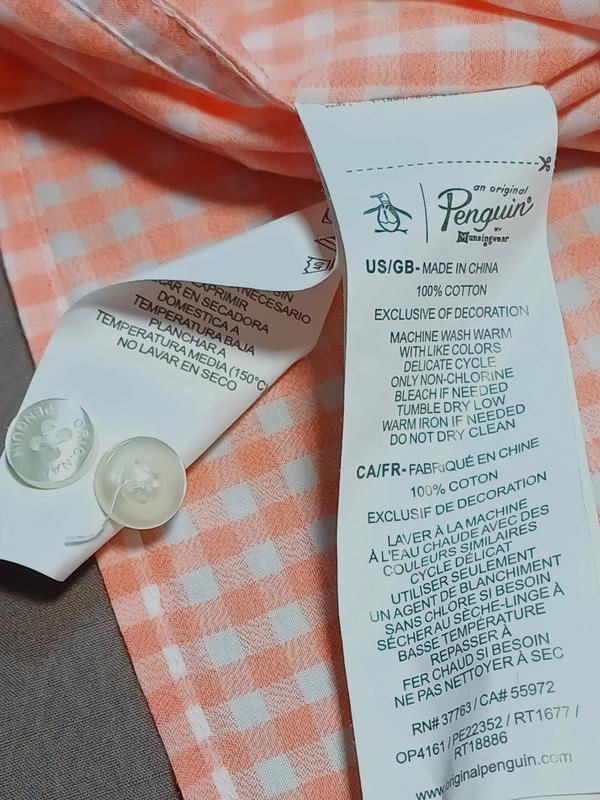 an original
Penguin®
BY
Munsingwear
US/GB- MADE IN CHINA
100% COTTON
EXCLUSIVE OF DECORATION
MACHINE WASH WARM
WITH LIKE COLORS
DELICATE CYCLE
ONLY NON-CHLORINE
BLEACH IF NEEDED
TUMBLE DRY LOW
WARM IRON IF NEEDED
DO NOT DRY CLEAN
CA/FR- FABRIQUÉ EN CHINE
100% COTON
EXCLUSIF DE DECORATION
LAVER À LA MACHINE
À L'EAU CHAUDE AVEC DES
COULEURS SIMILAIRES
CYCLE DÉLICAT
UTILISER SEULEMENT
UN AGENT DE BLANCHIMENT
SANS CHLORE SI BESOIN
SÉCHER AU SÈCHE-LINGE À
BASSE TEMPÉRATURE
REPASSER À
FER CHAUD SI BESOIN
NE PAS NETTOYER À SEC
RN# 37763 / CA# 55972
OP4161 / PE22352 / RT1677 /
RT18886
www.originalpenguin.com
NECESARIO
EN SECADORA
DOMESTICA A
TEMPERATURA BAJA
PLANCHAR A
TEMPERATURA MEDIA (150°C)
NO LAVAR EN SECO
ORIGINAL
PENGUIN